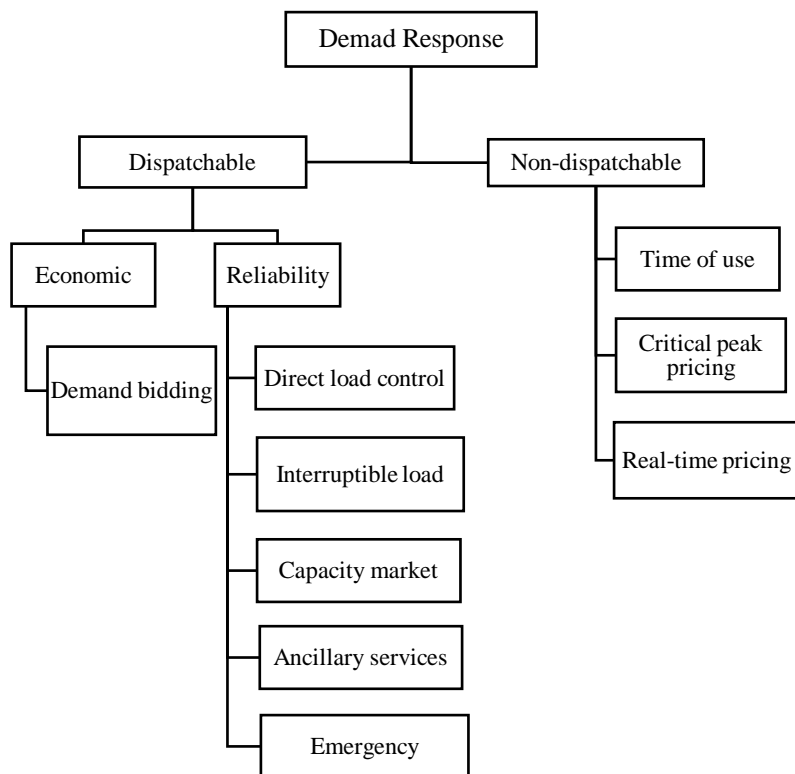 Demad Response
Dispatchable
Non-dispatchable
Economic
Reliability
Demand bidding
Direct load control
Interruptible load
Capacity market
Ancillary services
Emergency
Time of use
Critical peak
pricing
Real-time pricing